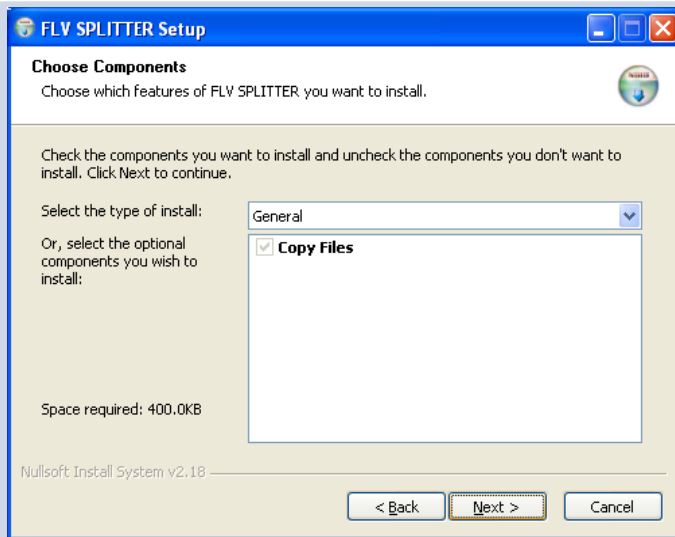 FLV SPLITTER Setup
Choose Components
Choose which features of FLV SPLITTER you want to install.
Check the components you want to install and uncheck the components you don't want to
install. Click Next to continue.
Select the type of install:
General
Or, select the optional
components you wish to
install:
Copy Files
Space required: 400.0KB
Nullsoft Install System v2.18
< Back
Next >
Cancel